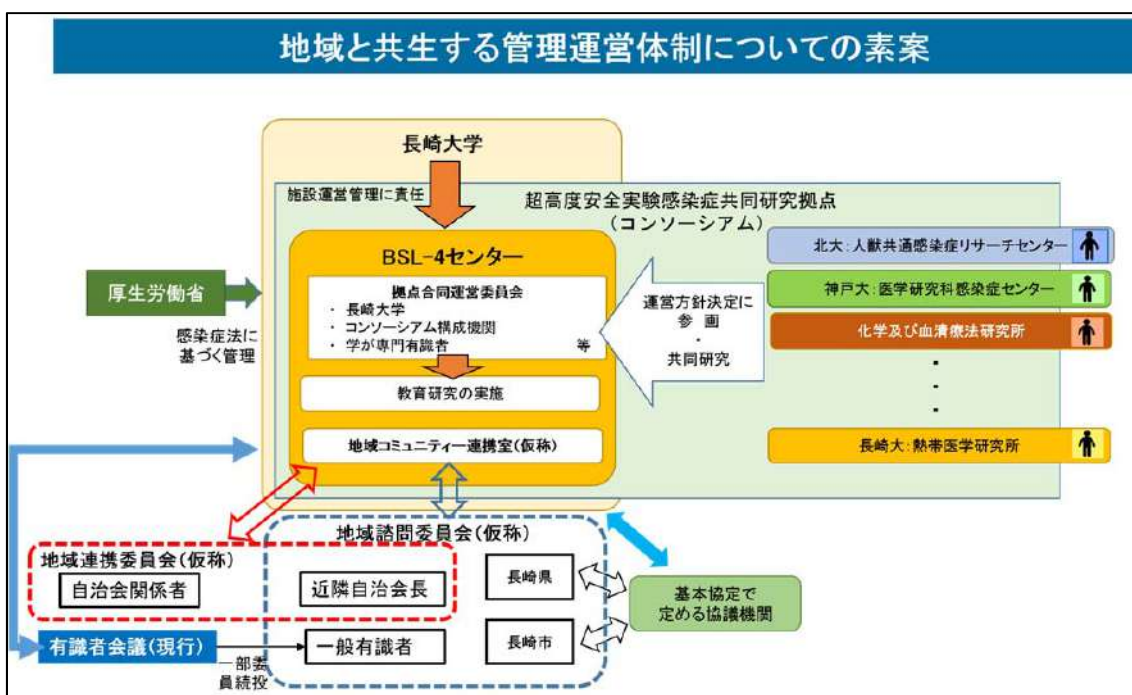 地域と共生する管理運営体制についての素案
長崎大学
施設運営管理に責任
超高度安全実験感染症共同研究拠点
(コンソーシアム)
BSL-4センター
拠点合同運営委員会
・ 長崎大学
・ コンソーシアム構成機関
・ 学が専門有識者 等
教育研究の実施
地域コミュニティー連携室(仮称)
厚生労働省
感染症法に
基づく管理
運営方針決定に
参 画
・
共同研究
北大:人獣共通感染症リサーチセンター
神戸大:医学研究科感染症センター
化学及び血清療法研究所
・
・
・
長崎大:熱帯医学研究所
地域諮問委員会(仮称)
地域連携委員会(仮称)
自治会関係者
近隣自治会長
長崎県
基本協定で
定める協議機関
有識者会議(現行)
一部委
員続投
一般有識者
長崎市